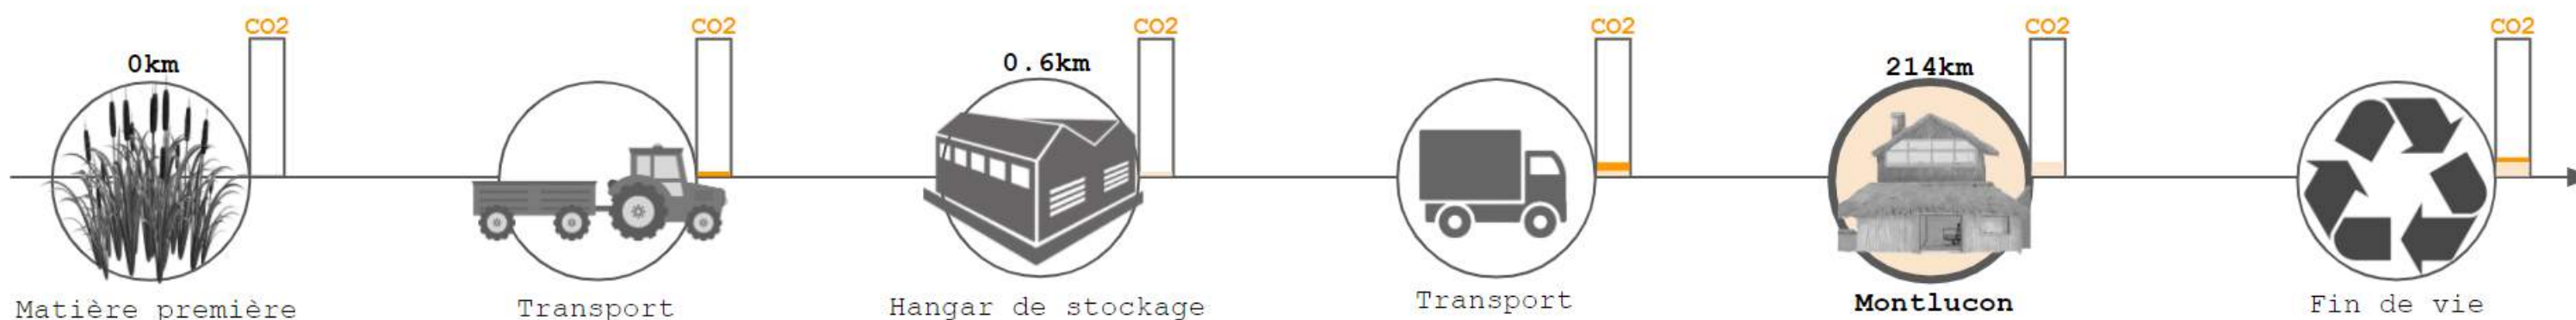 CO2 CO2 CO2 CO2 CO2 CO2
0km 0.6km 214km
Matière première Transport Hangar de stockage Transport Montlucon Fin de vie